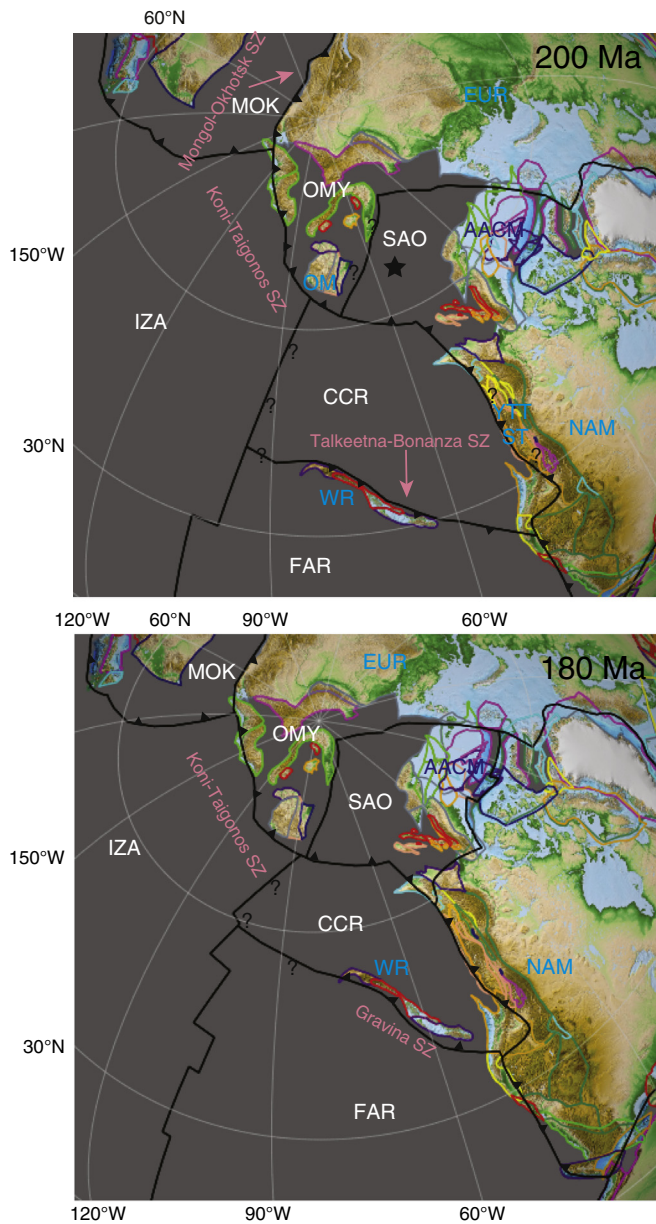 60°N
200 Ma
Mongol-Okhotsk SZ
MOK
EUR
OMY
SAO
AACM
Koni-Taigonos SZ
150°W
OM
?
?
IZA
?
CCR
?
YTT
ST
NAM
Talkeetna-Bonanza SZ
?
30°N
?
WR
FAR
120°W
60°N
90°W
60°W
180 Ma
MOK
EUR
OMY
AACM
SAO
Koni-Taigonos SZ
IZA
150°W
?
?
CCR
?
WR
NAM
Gravina SZ
30°N
FAR
120°W
90°W
60°W